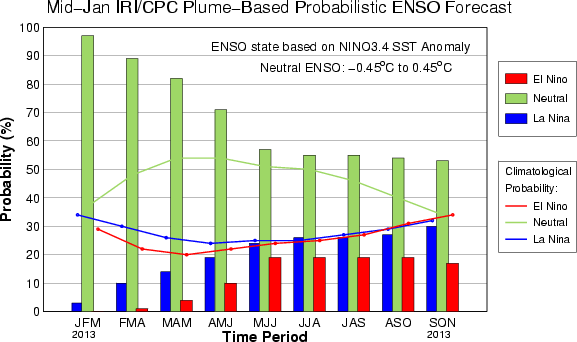 Mid-Jan IRI/CPC Plume-Based Probabilistic ENSO Forecast
ENSO state based on NINO3.4 SST Anomaly
Neutral ENSO: -0.45°C to 0.45°C
Probability (%)
100
90
80
70
60
50
40
30
20
10
0
JFM FMA MAM AMJ MJJ JJA JAS ASO SON
2013 2013
Time Period
El Nino
Neutral
La Nina
Climatological
Probability:
El Nino
Neutral
La Nina